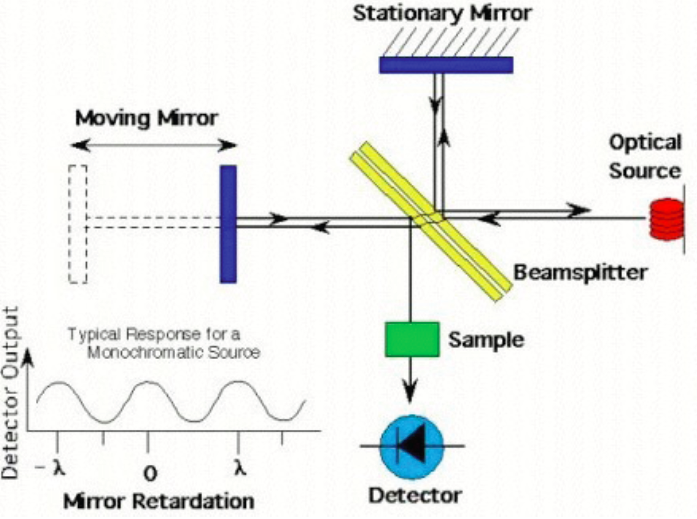 Stationary Mirror
Moving Mirror
Optical
Source
Beamsplitter
Typical Response for a
Monochromatic Source
Sample
Detector Output
- λ
0
λ
Mirror Retardation
Detector